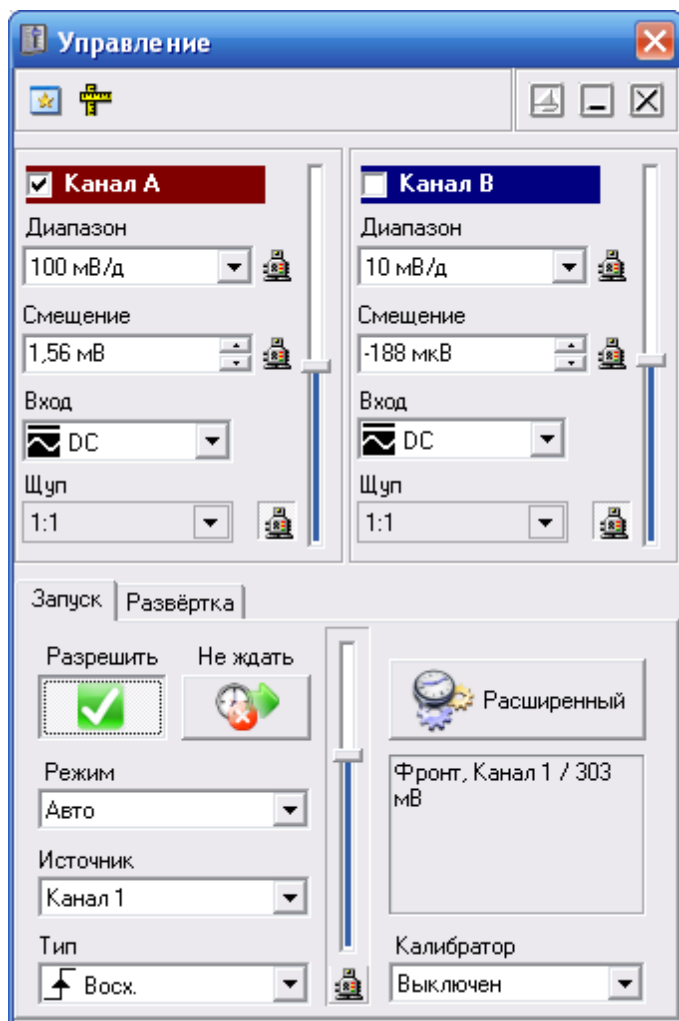 Управление
Канал A
Диапазон
100 мВ/д
Смещение
1,56 мВ
Вход
DC
Щуп
1:1
Канал B
Диапазон
10 мВ/д
Смещение
-188 мкВ
Вход
DC
Щуп
1:1
Запуск
Развёртка
Разрешить
Не ждать
Режим
Авто
Источник
Канал 1
Тип
Восх.
Расширенный
Фронт, Канал 1 / 303
мВ
Калибратор
Выключен